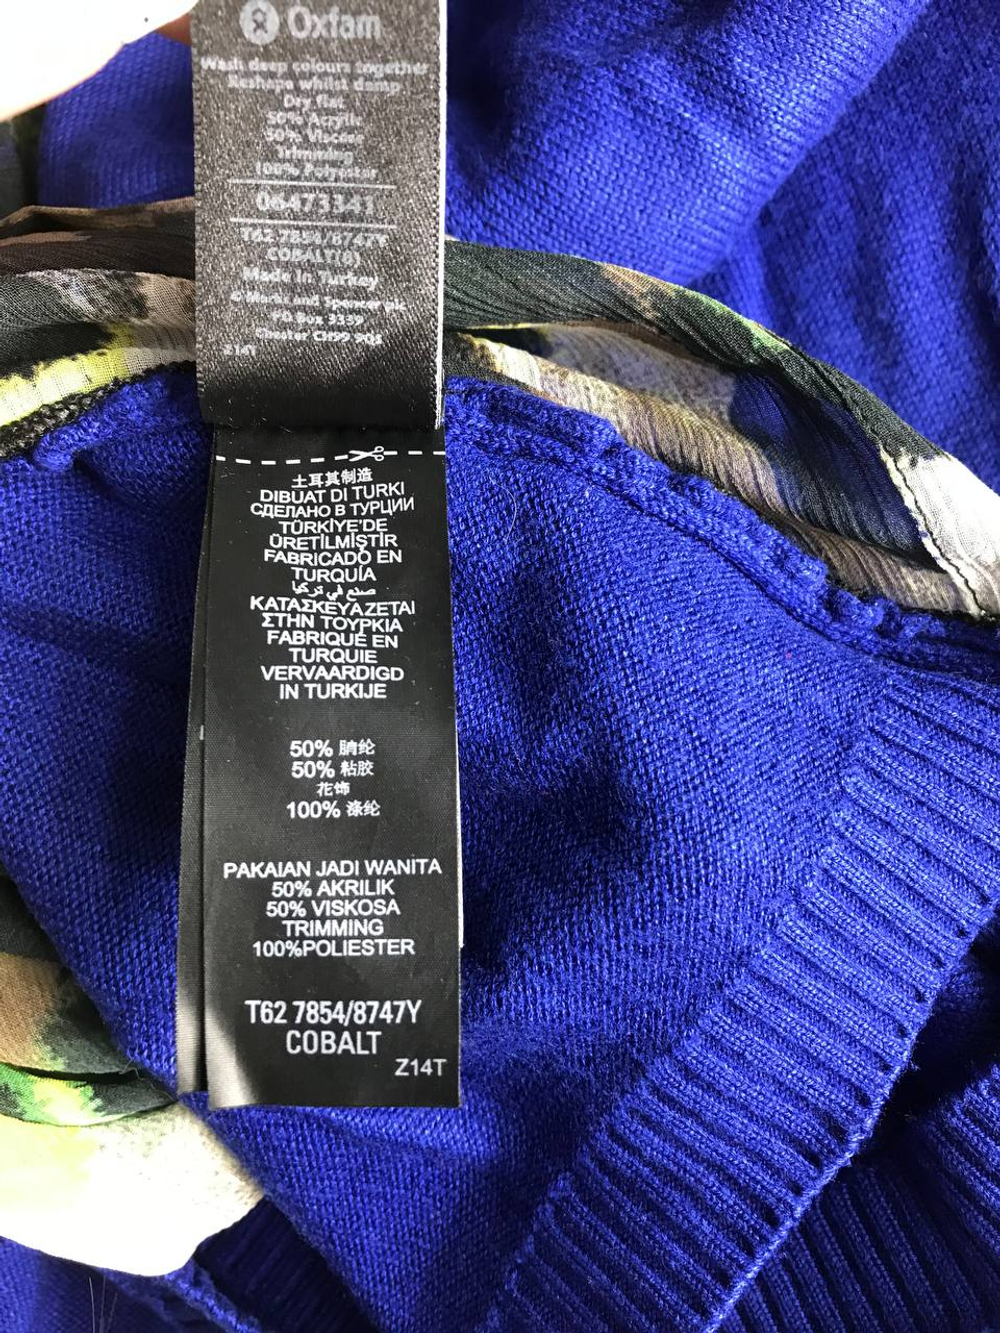 Oxfam
Wash deep colours together
Reshape whilst damp
Dry flat
50% Acrylic
50% Viscose
Trimming
100% Polyester
06473341
T62 7854/8747Y
COBALT(8)
Made in Turkey
© Marks and Spencer plc
PO Box 3339
Chester CH99 9QS
Z14T
土耳其制造
DIBUAT DI TURKI
СДЕЛАНО В ТУРЦИИ
TÜRKİYE'DE
ÜRETİLMİŞTİR
FABRICADO EN
TURQUÍA
صنع في تركيا
ΚΑΤΑΣΚΕΥΑΖΕΤΑΙ
ΣΤΗΝ ΤΟΥΡΚΙΑ
FABRIQUÉ EN
TURQUIE
VERVAARDIGD
IN TURKIJE
50% 腈纶
50% 粘胶
花饰
100% 涤纶
PAKAIAN JADI WANITA
50% AKRILIK
50% VISKOSA
TRIMMING
100%POLIESTER
T62 7854/8747Y
COBALT
Z14T